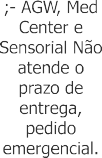 ;- AGW, Med
Center e
Sensorial Não
atende o
prazo de
entrega,
pedido
emergencial.